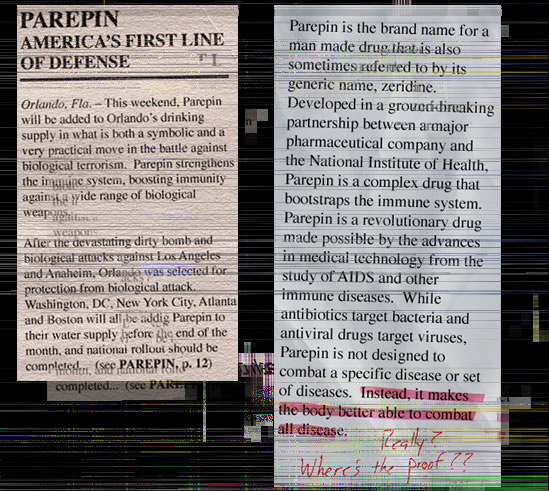 PAREPIN
AMERICA'S FIRST LINE
OF DEFENSE
Orlando, Fla. – This weekend, Parepin
will be added to Orlando's drinking
supply in what is both a symbolic and a
very practical move in the battle against
biological terrorism. Parepin strengthens
the immune system, boosting immunity
against a wide range of biological
weapons.
After the devastating dirty bomb and
biological attacks against Los Angeles
and Anaheim, Orlando was selected for
protection from biological attack.
Washington, DC, New York City, Atlanta
and Boston will all be addig Parepin to
their water supply before the end of the
month, and national rollout should be
completed... (see PAREPIN, p. 12)
completed... (see PAREP
Parepin is the brand name for a
man made drug that is also
sometimes refered to by its
generic name, zeridine.
Developed in a ground-breaking
partnership between a major
pharmaceutical company and
the National Institute of Health,
Parepin is a complex drug that
bootstraps the immune system.
Parepin is a revolutionary drug
made possible by the advances
in medical technology from the
study of AIDS and other
immune diseases. While
antibiotics target bacteria and
antiviral drugs target viruses,
Parepin is not designed to
combat a specific disease or set
of diseases. Instead, it makes
the body better able to combat
all disease.
Really?
Where's the proof??